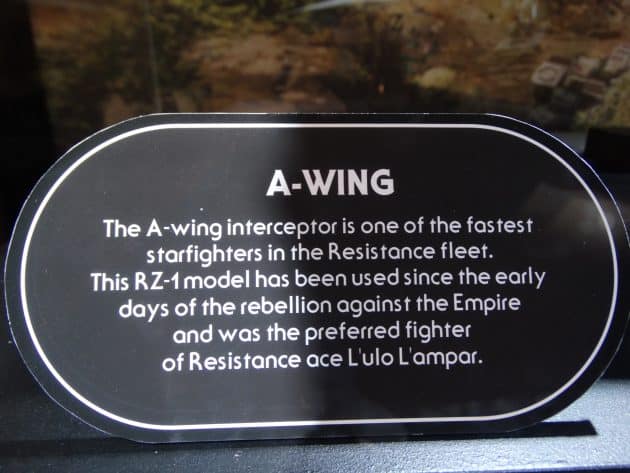 A-WING
The A-wing interceptor is one of the fastest
starfighters in the Resistance fleet.
This RZ-1 model has been used since the early
days of the rebellion against the Empire
and was the preferred fighter
of Resistance ace L'ulo L'ampar.